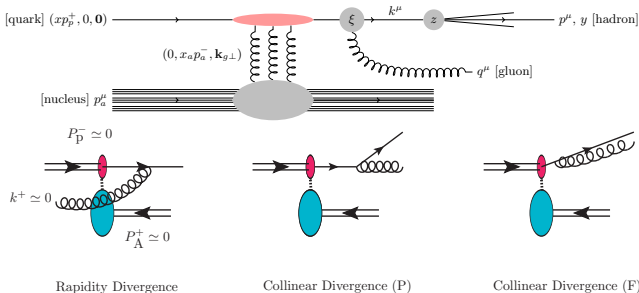 [quark] (xp_p^+, 0, 0)
ξ
k^μ
z
p^μ, y [hadron]
(0, x_a p_a^-, k_{g⊥})
q^μ [gluon]
[nucleus] p_a^μ
P_p^- ≃ 0
k^+ ≃ 0
P_A^+ ≃ 0
Rapidity Divergence
Collinear Divergence (P)
Collinear Divergence (F)